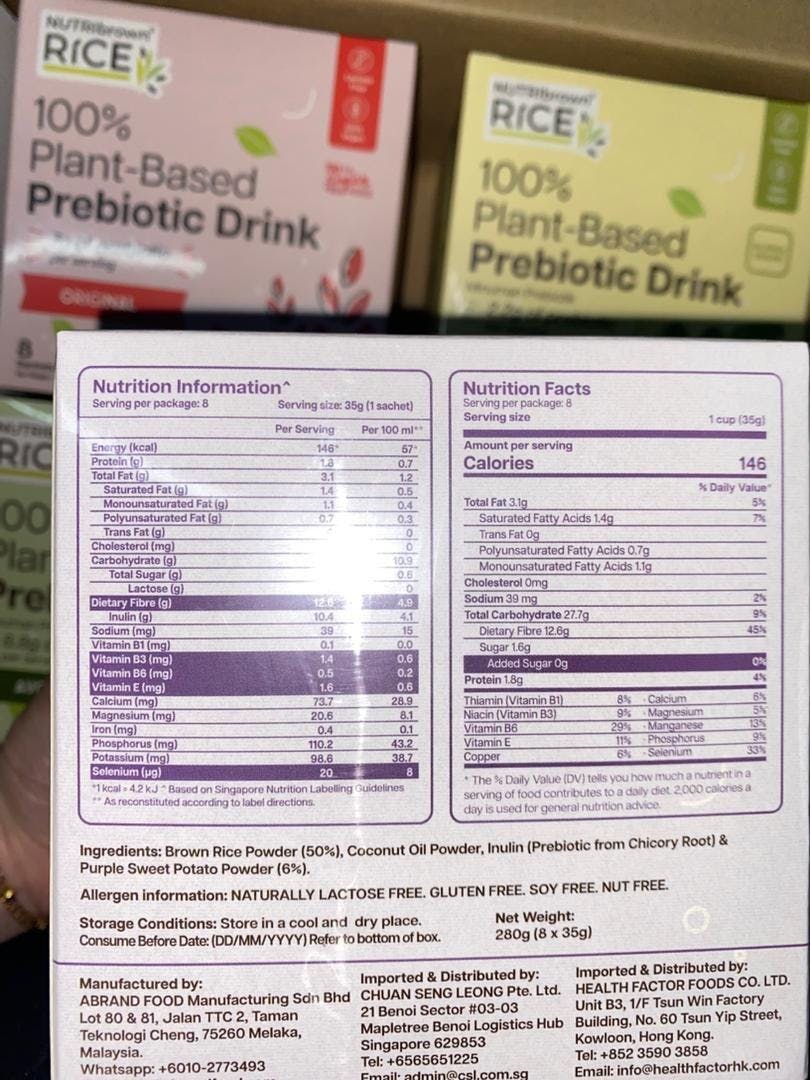 NUTRIbrown
RICE
100%
Plant-Based
Prebiotic Drink
ORIGINAL
8
NUTRIbrown
RICE
100%
Plant-Based
Prebiotic Drink
RIC
00
Plan
Preb
Nutrition Information^
Serving per package: 8 Serving size: 35g (1 sachet)
Per Serving Per 100 ml**
Energy (kcal) 146* 57*
Protein (g) 1.8 0.7
Total Fat (g) 3.1 1.2
Saturated Fat (g) 1.4 0.5
Monounsaturated Fat (g) 1.1 0.4
Polyunsaturated Fat (g) 0.7 0.3
Trans Fat (g) 0
Cholesterol (mg) 0
Carbohydrate (g) 10.9
Total Sugar (g) 0.6
Lactose (g) 0
Dietary Fibre (g) 12.6 4.9
Inulin (g) 10.4 4.1
Sodium (mg) 39 15
Vitamin B1 (mg) 0.1 0.0
Vitamin B3 (mg) 1.4 0.6
Vitamin B6 (mg) 0.5 0.2
Vitamin E (mg) 1.6 0.6
Calcium (mg) 73.7 28.9
Magnesium (mg) 20.6 8.1
Iron (mg) 0.4 0.1
Phosphorus (mg) 110.2 43.2
Potassium (mg) 98.6 38.7
Selenium (µg) 20 8
*1 kcal = 4.2 kJ ^ Based on Singapore Nutrition Labelling Guidelines
** As reconstituted according to label directions.
Nutrition Facts
Serving per package: 8
Serving size 1 cup (35g)
Amount per serving
Calories 146
% Daily Value*
Total Fat 3.1g 5%
Saturated Fatty Acids 1.4g 7%
Trans Fat 0g
Polyunsaturated Fatty Acids 0.7g
Monounsaturated Fatty Acids 1.1g
Cholesterol 0mg
Sodium 39 mg 2%
Total Carbohydrate 27.7g 9%
Dietary Fibre 12.6g 45%
Sugar 1.6g
Added Sugar 0g 0%
Protein 1.8g 4%
Thiamin (Vitamin B1) 8% • Calcium 6%
Niacin (Vitamin B3) 9% • Magnesium 5%
Vitamin B6 29% • Manganese 13%
Vitamin E 11% • Phosphorus 9%
Copper 6% • Selenium 33%
* The % Daily Value (DV) tells you how much a nutrient in a
serving of food contributes to a daily diet. 2,000 calories a
day is used for general nutrition advice.
Ingredients: Brown Rice Powder (50%), Coconut Oil Powder, Inulin (Prebiotic from Chicory Root) &
Purple Sweet Potato Powder (6%).
Allergen information: NATURALLY LACTOSE FREE. GLUTEN FREE. SOY FREE. NUT FREE.
Storage Conditions: Store in a cool and dry place.
Consume Before Date: (DD/MM/YYYY) Refer to bottom of box.
Net Weight:
280g (8 x 35g)
Manufactured by:
ABRAND FOOD Manufacturing Sdn Bhd
Lot 80 & 81, Jalan TTC 2, Taman
Teknologi Cheng, 75260 Melaka,
Malaysia.
Whatsapp: +6010-2773493
Imported & Distributed by:
CHUAN SENG LEONG Pte. Ltd.
21 Benoi Sector #03-03
Mapletree Benoi Logistics Hub
Singapore 629853
Tel: +6565651225
Email: admin@csl.com.sg
Imported & Distributed by:
HEALTH FACTOR FOODS CO. LTD.
Unit B3, 1/F Tsun Win Factory
Building, No. 60 Tsun Yip Street,
Kowloon, Hong Kong.
Tel: +852 3590 3858
Email: info@healthfactorhk.com